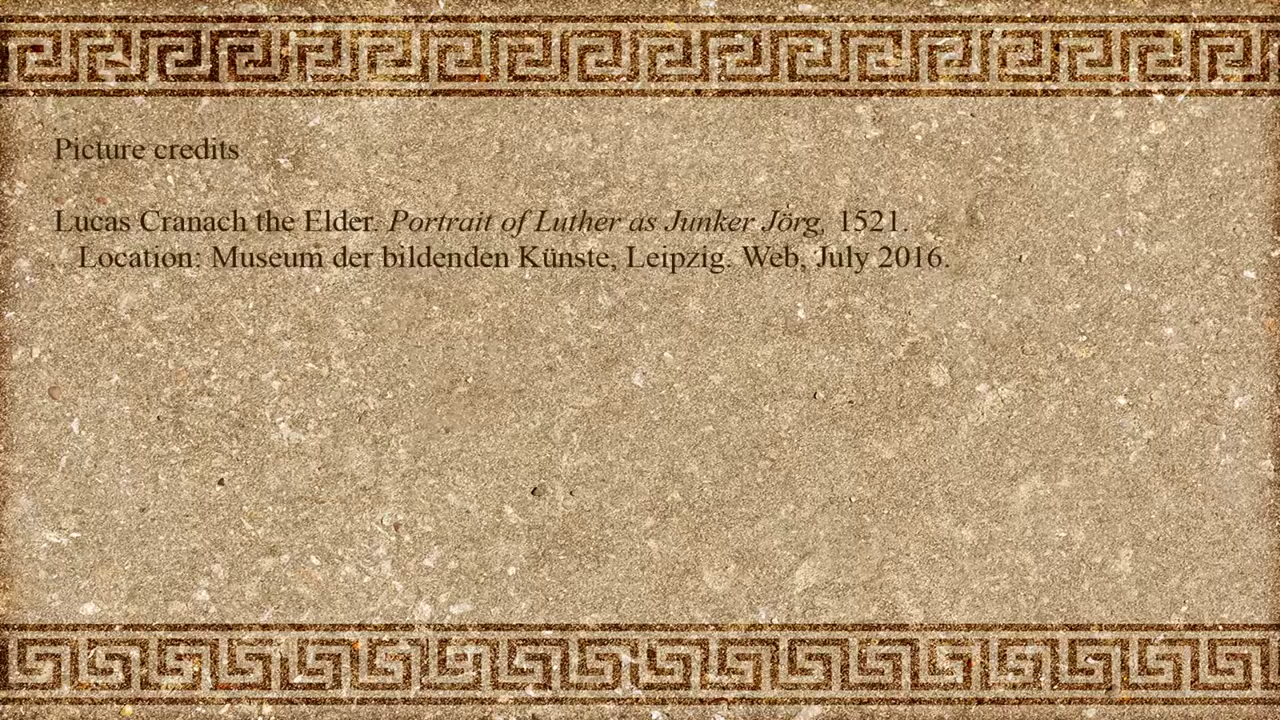 Picture credits
Lucas Cranach the Elder. Portrait of Luther as Junker Jörg, 1521.
Location: Museum der bildenden Künste, Leipzig. Web, July 2016.